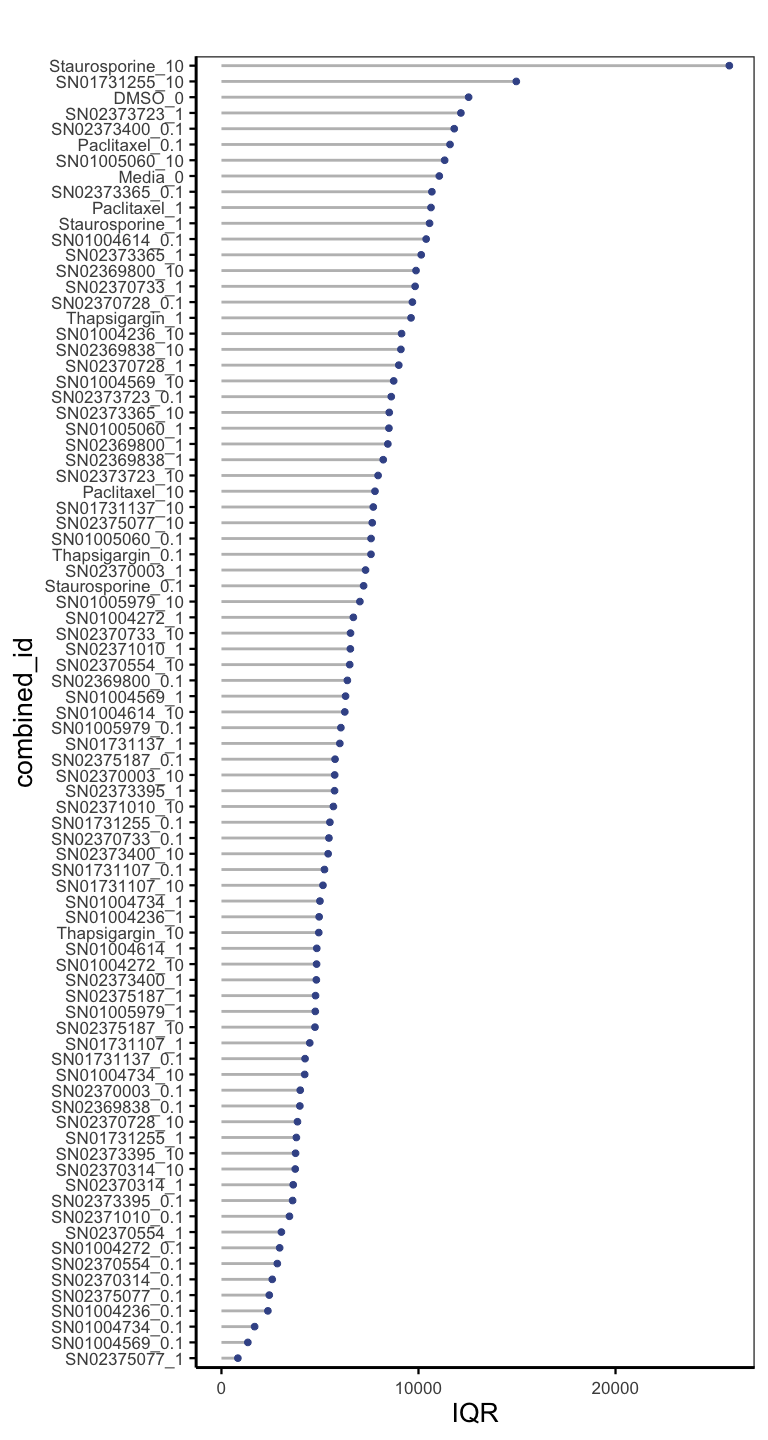 Staurosporine_10
SN01731255_10
DMSO_0
SN02373723_1
SN02373400_0.1
Paclitaxel_0.1
SN01005060_10
Media_0
SN02373365_0.1
Paclitaxel_1
Staurosporine_1
SN01004614_0.1
SN02373365_1
SN02369800_10
SN02370733_1
SN02370728_0.1
Thapsigargin_1
SN01004236_10
SN02369838_10
SN02370728_1
SN01004569_10
SN02373723_0.1
SN02373365_10
SN01005060_1
SN02369800_1
SN02369838_1
SN02373723_10
Paclitaxel_10
SN01731137_10
SN02375077_10
SN01005060_0.1
Thapsigargin_0.1
SN02370003_1
Staurosporine_0.1
SN01005979_10
SN01004272_1
SN02370733_10
SN02371010_1
SN02370554_10
SN02369800_0.1
SN01004569_1
SN01004614_10
SN01005979_0.1
SN01731137_1
SN02375187_0.1
SN02370003_10
SN02373395_1
SN02371010_10
SN01731255_0.1
SN02370733_0.1
SN02373400_10
SN01731107_0.1
SN01731107_10
SN01004734_1
SN01004236_1
Thapsigargin_10
SN01004614_1
SN01004272_10
SN02373400_1
SN02375187_1
SN01005979_1
SN02375187_10
SN01731107_1
SN01731137_0.1
SN01004734_10
SN02370003_0.1
SN02369838_0.1
SN02370728_10
SN01731255_1
SN02373395_10
SN02370314_10
SN02370314_1
SN02373395_0.1
SN02371010_0.1
SN02370554_1
SN01004272_0.1
SN02370554_0.1
SN02370314_0.1
SN02375077_0.1
SN01004236_0.1
SN01004734_0.1
SN01004569_0.1
SN02375077_1
combined_id
0 10000 20000
IQR